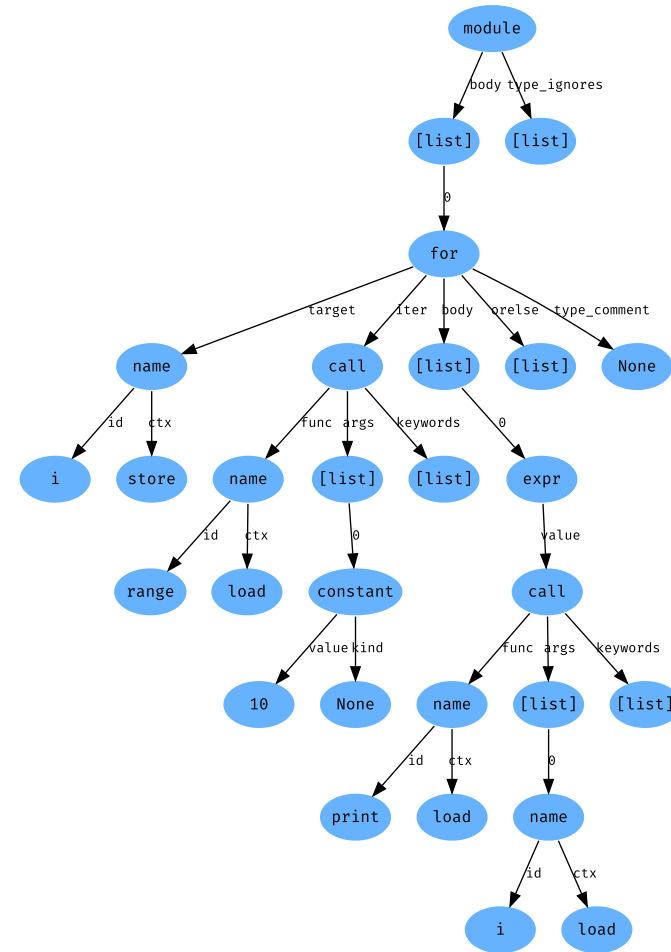 module
body type_ignores
[list] [list]
0
for
target iter body orelse type_comment
name call [list] [list] None
id ctx func args keywords 0
i store name [list] [list] expr
id ctx 0 value
range load constant call
value kind func args keywords
10 None name [list] [list]
id ctx 0
print load name
id ctx
i load